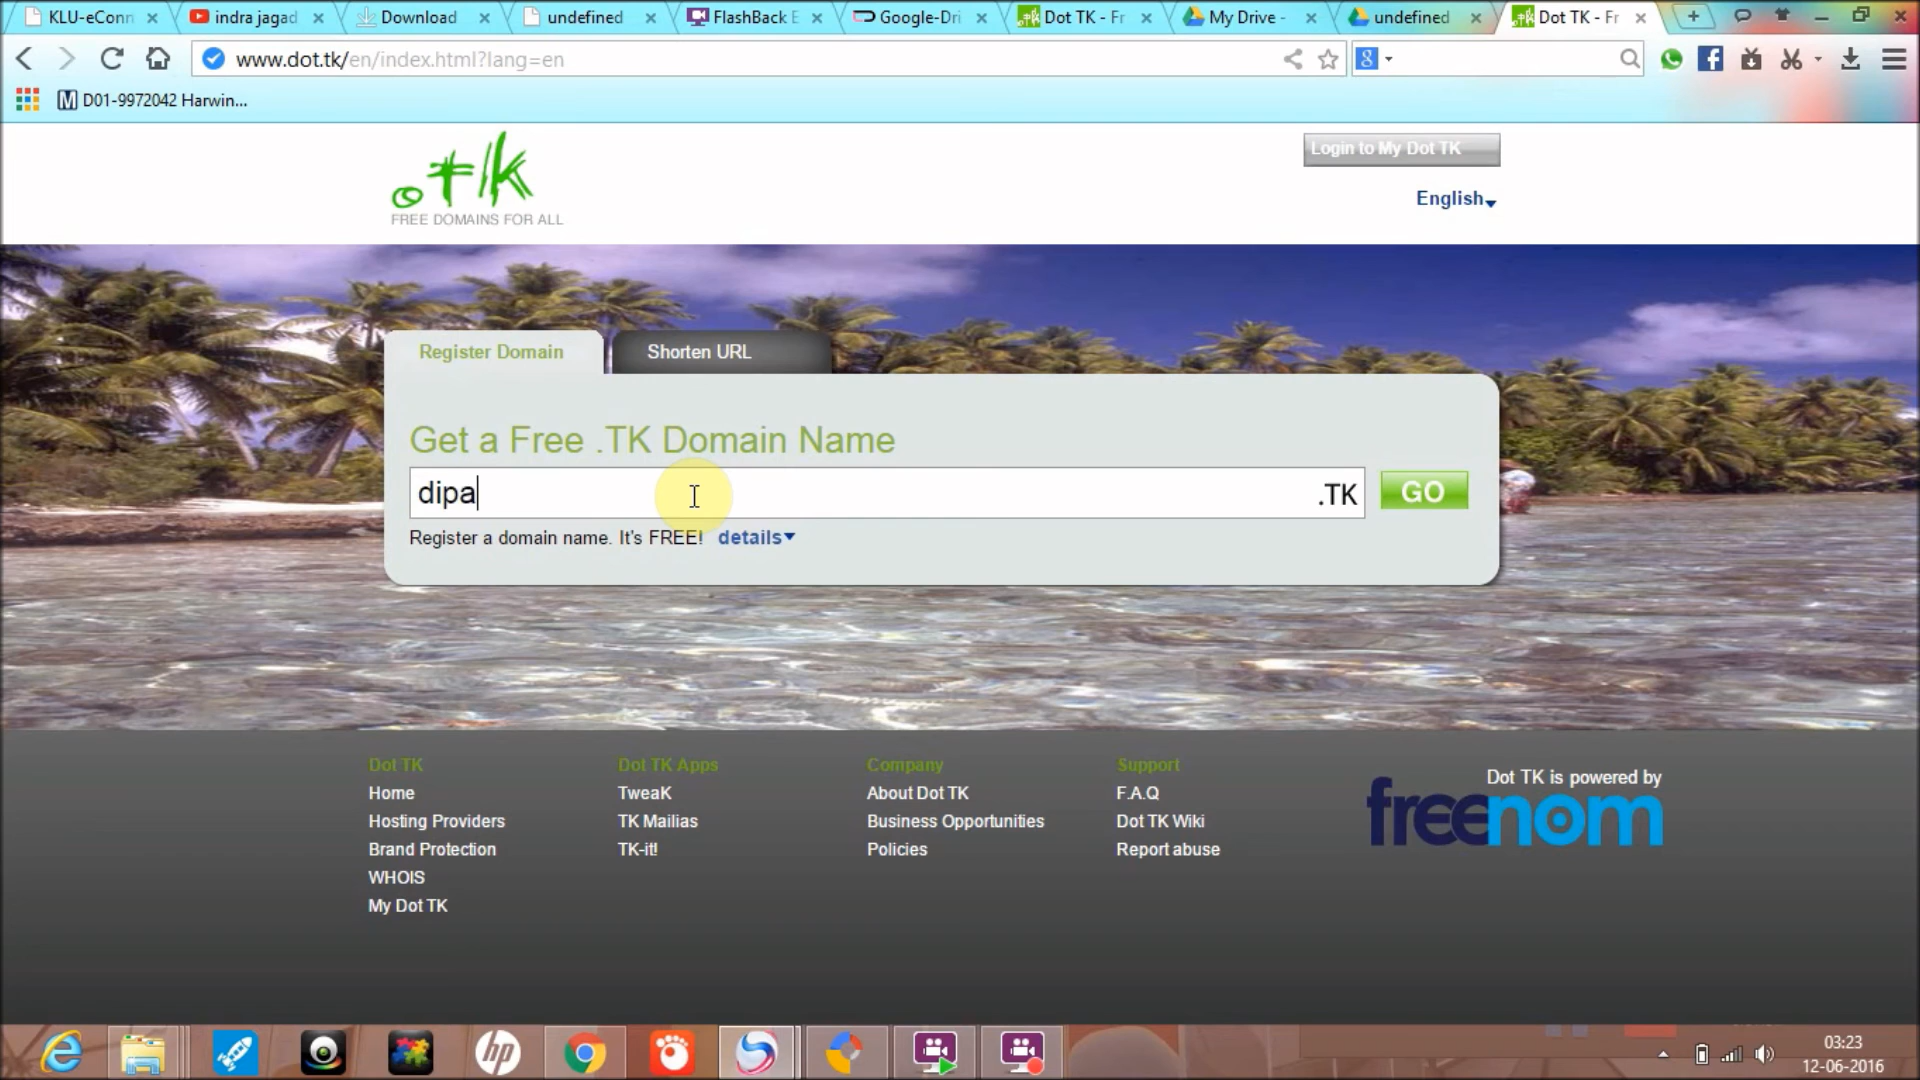 KLU-eConn
indra jagad
Download
undefined
FlashBack E
Google-Dri
Dot TK - Fr
My Drive -
undefined
Dot TK - Fr
www.dot.tk/en/index.html?lang=en
D01-9972042 Harwin...
.TK
FREE DOMAINS FOR ALL
Login to My Dot TK
English
Register Domain
Shorten URL
Get a Free .TK Domain Name
dipa
.TK
GO
Register a domain name. It's FREE! details
Dot TK
Home
Hosting Providers
Brand Protection
WHOIS
My Dot TK
Dot TK Apps
TweaK
TK Mailias
TK-it!
Company
About Dot TK
Business Opportunities
Policies
Support
F.A.Q
Dot TK Wiki
Report abuse
Dot TK is powered by
freenom
hp
03:23
12-06-2016